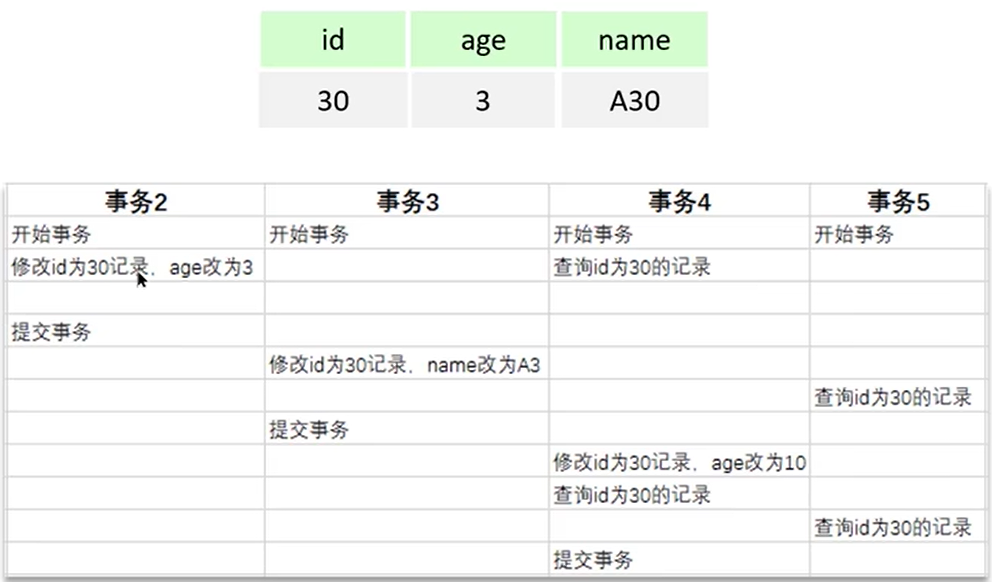 id age name
30 3 A30
事务2 事务3 事务4 事务5
开始事务 开始事务 开始事务 开始事务
修改id为30记录，age改为3 查询id为30的记录
提交事务
修改id为30记录，name改为A3
查询id为30的记录
提交事务
修改id为30记录，age改为10
查询id为30的记录
查询id为30的记录
提交事务